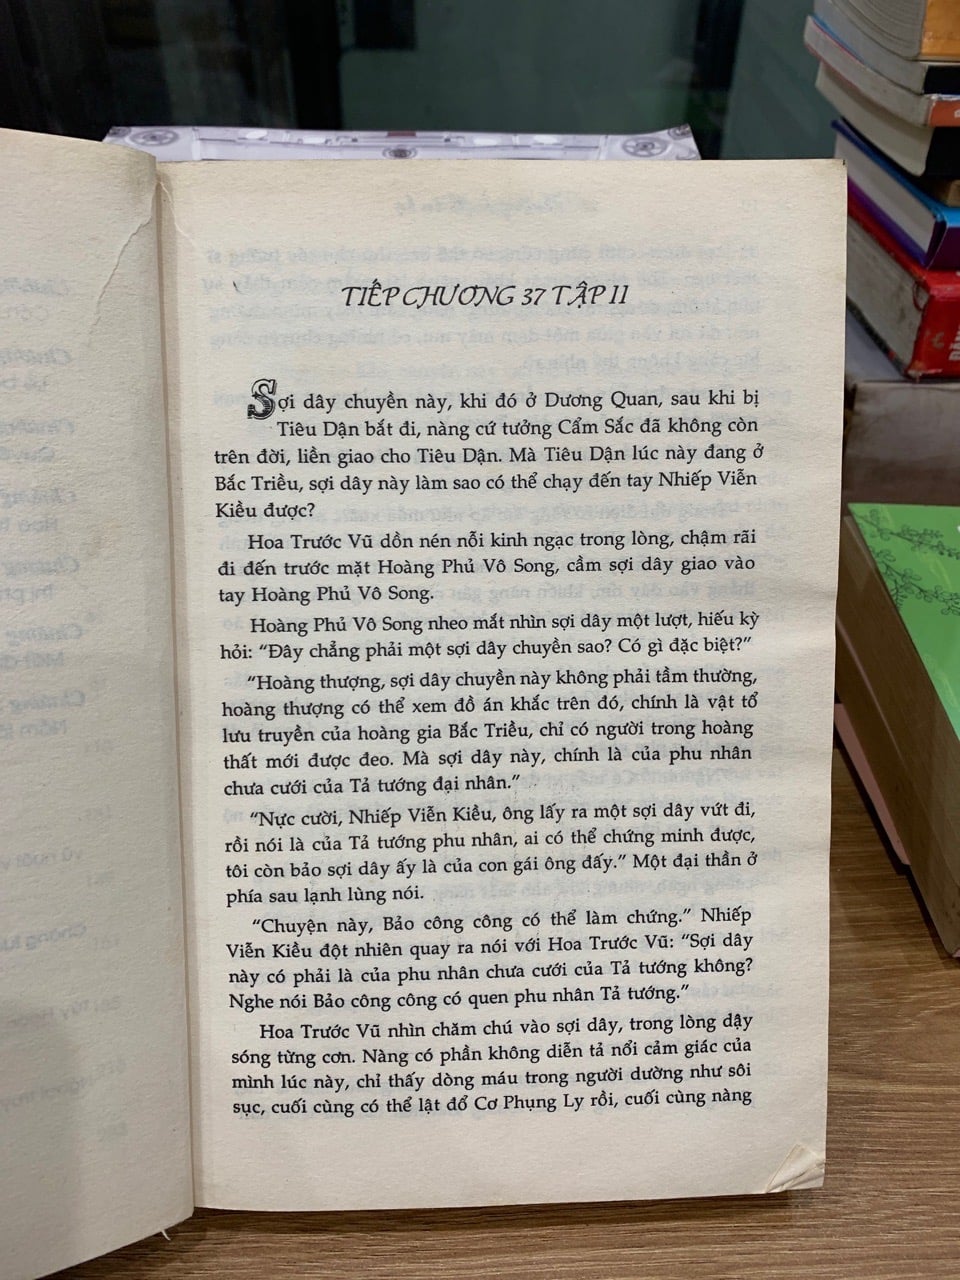 TIẾP CHƯƠNG 37 TẬP II
Sợi dây chuyền này, khi đó ở Dương Quan, sau khi bị
Tiêu Dận bắt đi, nàng cứ tưởng Cẩm Sắc đã không còn
trên đời, liền giao cho Tiêu Dận. Mà Tiêu Dận lúc này đang ở
Bắc Triều, sợi dây này làm sao có thể chạy đến tay Nhiếp Viễn
Kiều được?
Hoa Trước Vũ dồn nén nỗi kinh ngạc trong lòng, chậm rãi
đi đến trước mặt Hoàng Phủ Vô Song, cầm sợi dây giao vào
tay Hoàng Phủ Vô Song.
Hoàng Phủ Vô Song nheo mắt nhìn sợi dây một lượt, hiếu kỳ
hỏi: “Đây chẳng phải một sợi dây chuyền sao? Có gì đặc biệt?”
“Hoàng thượng, sợi dây chuyền này không phải tầm thường,
hoàng thượng có thể xem đồ án khắc trên đó, chính là vật tổ
lưu truyền của hoàng gia Bắc Triều, chỉ có người trong hoàng
thất mới được đeo. Mà sợi dây này, chính là của phu nhân
chưa cưới của Tả tướng đại nhân.”
“Nực cười, Nhiếp Viễn Kiều, ông lấy ra một sợi dây vứt đi,
rồi nói là của Tả tướng phu nhân, ai có thể chứng minh được,
tôi còn bảo sợi dây ấy là của con gái ông đấy.” Một đại thần ở
phía sau lạnh lùng nói.
“Chuyện này, Bảo công công có thể làm chứng.” Nhiếp
Viễn Kiều đột nhiên quay ra nói với Hoa Trước Vũ: “Sợi dây
này có phải là của phu nhân chưa cưới của Tả tướng không?
Nghe nói Bảo công công có quen phu nhân Tả tướng.”
Hoa Trước Vũ nhìn chăm chú vào sợi dây, trong lòng dậy
sóng từng cơn. Nàng có phần không diễn tả nổi cảm giác của
mình lúc này, chỉ thấy dòng máu trong người dường như sôi
sục, cuối cùng có thể lật đổ Cơ Phụng Ly rồi, cuối cùng nàng